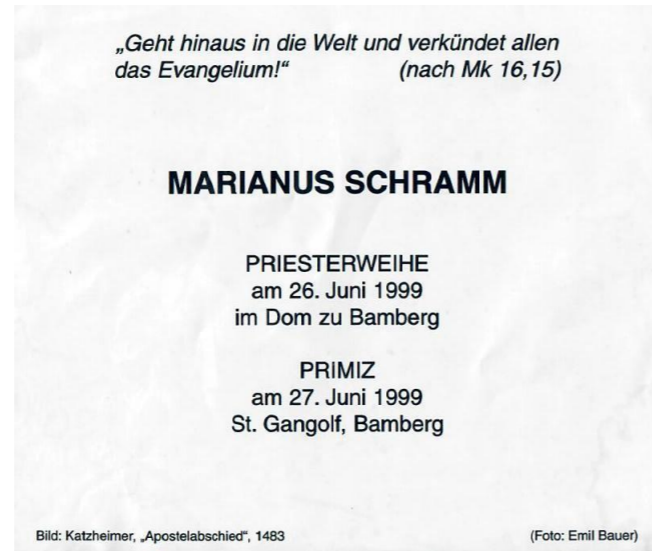 „Geht hinaus in die Welt und verkündet allen
das Evangelium!“ (nach Mk 16,15)
MARIANUS SCHRAMM
PRIESTERWEIHE
am 26. Juni 1999
im Dom zu Bamberg
PRIMIZ
am 27. Juni 1999
St. Gangolf, Bamberg
Bild: Katzheimer, „Apostelabschied“, 1483 (Foto: Emil Bauer)